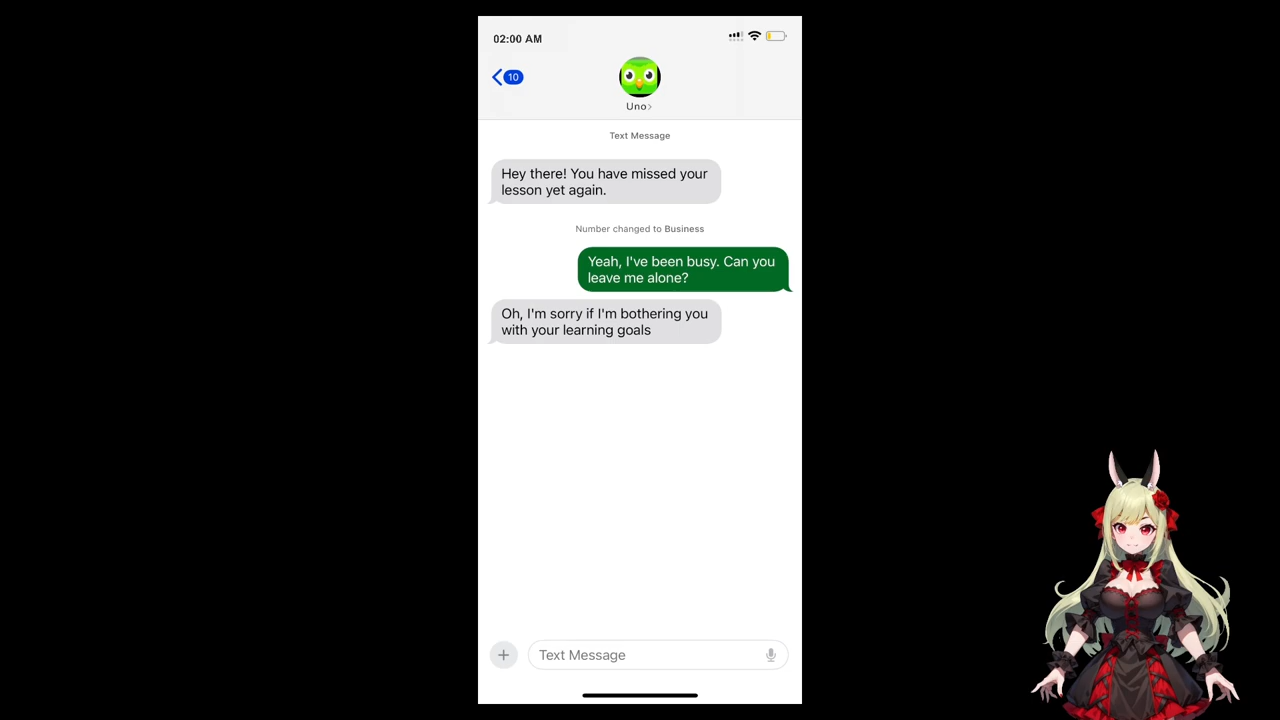 02:00 AM
10
Uno
Text Message
Hey there! You have missed your
lesson yet again.
Number changed to Business
Yeah, I've been busy. Can you
leave me alone?
Oh, I'm sorry if I'm bothering you
with your learning goals
Text Message